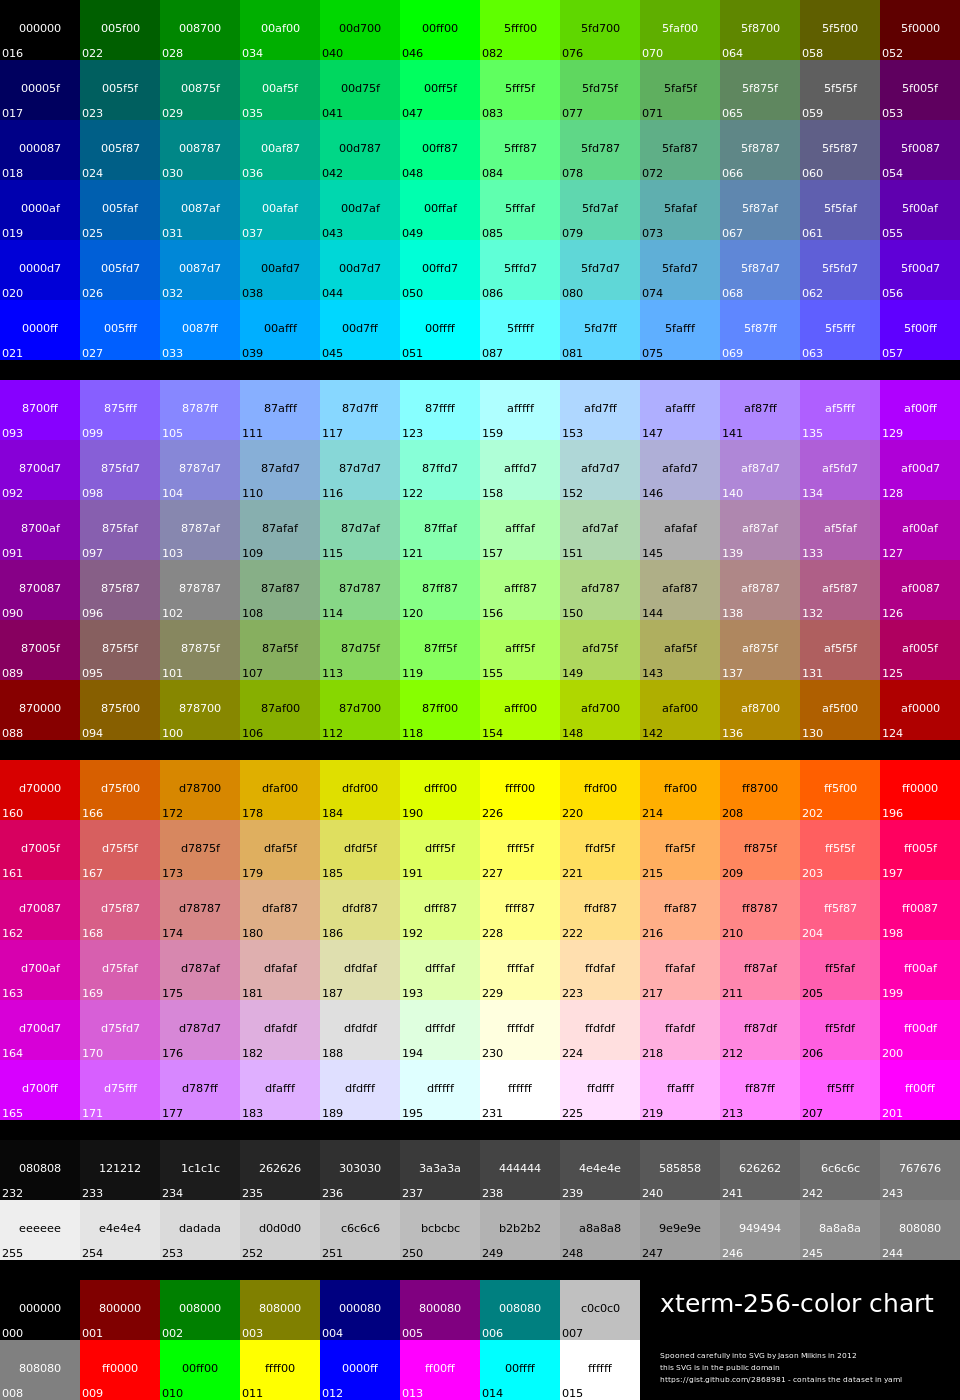 000000 005f00 008700 00af00 00d700 00ff00 5fff00 5fd700 5faf00 5f8700 5f5f00 5f0000
016 022 028 034 040 046 082 076 070 064 058 052
00005f 005f5f 00875f 00af5f 00d75f 00ff5f 5fff5f 5fd75f 5faf5f 5f875f 5f5f5f 5f005f
017 023 029 035 041 047 083 077 071 065 059 053
000087 005f87 008787 00af87 00d787 00ff87 5fff87 5fd787 5faf87 5f8787 5f5f87 5f0087
018 024 030 036 042 048 084 078 072 066 060 054
0000af 005faf 0087af 00afaf 00d7af 00ffaf 5fffaf 5fd7af 5fafaf 5f87af 5f5faf 5f00af
019 025 031 037 043 049 085 079 073 067 061 055
0000d7 005fd7 0087d7 00afd7 00d7d7 00ffd7 5fffd7 5fd7d7 5fafd7 5f87d7 5f5fd7 5f00d7
020 026 032 038 044 050 086 080 074 068 062 056
0000ff 005fff 0087ff 00afff 00d7ff 00ffff 5fffff 5fd7ff 5fafff 5f87ff 5f5fff 5f00ff
021 027 033 039 045 051 087 081 075 069 063 057
8700ff 875fff 8787ff 87afff 87d7ff 87ffff afffff afd7ff afafff af87ff af5fff af00ff
093 099 105 111 117 123 159 153 147 141 135 129
8700d7 875fd7 8787d7 87afd7 87d7d7 87ffd7 afffd7 afd7d7 afafd7 af87d7 af5fd7 af00d7
092 098 104 110 116 122 158 152 146 140 134 128
8700af 875faf 8787af 87afaf 87d7af 87ffaf afffaf afd7af afafaf af87af af5faf af00af
091 097 103 109 115 121 157 151 145 139 133 127
870087 875f87 878787 87af87 87d787 87ff87 afff87 afd787 afaf87 af8787 af5f87 af0087
090 096 102 108 114 120 156 150 144 138 132 126
87005f 875f5f 87875f 87af5f 87d75f 87ff5f afff5f afd75f afaf5f af875f af5f5f af005f
089 095 101 107 113 119 155 149 143 137 131 125
870000 875f00 878700 87af00 87d700 87ff00 afff00 afd700 afaf00 af8700 af5f00 af0000
088 094 100 106 112 118 154 148 142 136 130 124
d70000 d75f00 d78700 dfaf00 dfdf00 dfff00 ffff00 ffdf00 ffaf00 ff8700 ff5f00 ff0000
160 166 172 178 184 190 226 220 214 208 202 196
d7005f d75f5f d7875f dfaf5f dfdf5f dfff5f ffff5f ffdf5f ffaf5f ff875f ff5f5f ff005f
161 167 173 179 185 191 227 221 215 209 203 197
d70087 d75f87 d78787 dfaf87 dfdf87 dfff87 ffff87 ffdf87 ffaf87 ff8787 ff5f87 ff0087
162 168 174 180 186 192 228 222 216 210 204 198
d700af d75faf d787af dfafaf dfdfaf dfffaf ffffaf ffdfaf ffafaf ff87af ff5faf ff00af
163 169 175 181 187 193 229 223 217 211 205 199
d700d7 d75fd7 d787d7 dfafdf dfdfdf dfffdf ffffdf ffdfdf ffafdf ff87df ff5fdf ff00df
164 170 176 182 188 194 230 224 218 212 206 200
d700ff d75fff d787ff dfafff dfdfff dfffff ffffff ffdfff ffafff ff87ff ff5fff ff00ff
165 171 177 183 189 195 231 225 219 213 207 201
080808 121212 1c1c1c 262626 303030 3a3a3a 444444 4e4e4e 585858 626262 6c6c6c 767676
232 233 234 235 236 237 238 239 240 241 242 243
eeeeee e4e4e4 dadada d0d0d0 c6c6c6 bcbcbc b2b2b2 a8a8a8 9e9e9e 949494 8a8a8a 808080
255 254 253 252 251 250 249 248 247 246 245 244
000000 800000 008000 808000 000080 800080 008080 c0c0c0
000 001 002 003 004 005 006 007
808080 ff0000 00ff00 ffff00 0000ff ff00ff 00ffff ffffff
008 009 010 011 012 013 014 015
xterm-256-color chart
Spooned carefully into SVG by Jason Milkins in 2012
this SVG is in the public domain
https://gist.github.com/2868981 - contains the dataset in yaml